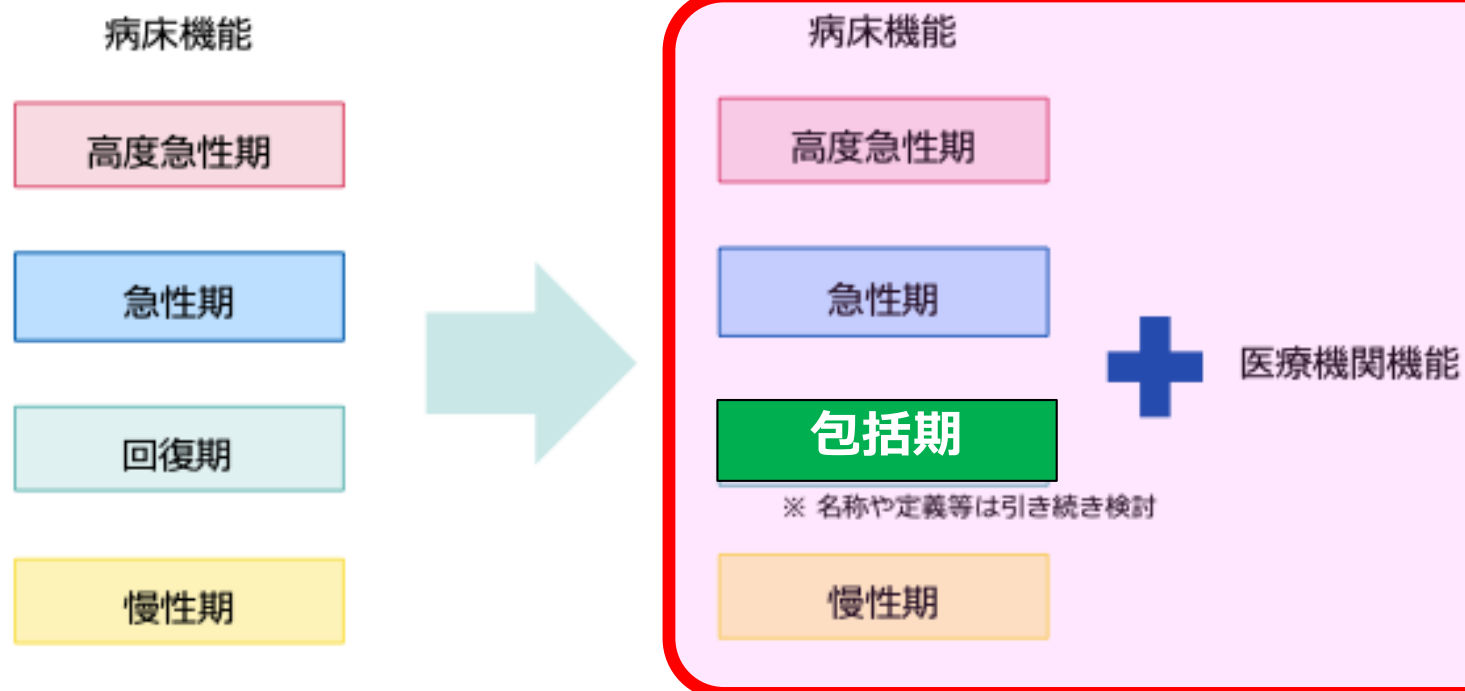 病床機能
高度急性期
急性期
回復期
慢性期
病床機能
高度急性期
急性期
包括期
※ 名称や定義等は引き続き検討
慢性期
医療機関機能